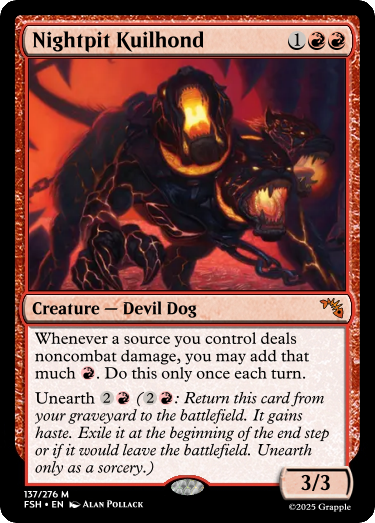 Nightpit Kuilhond 1RR
Creature — Devil Dog
Whenever a source you control deals
noncombat damage, you may add that
much R. Do this only once each turn.
Unearth 2 R ( 2 R: Return this card from
your graveyard to the battlefield. It gains
haste. Exile it at the beginning of the end step
or if it would leave the battlefield. Unearth
only as a sorcery.)
3/3
137/276 M
FSH • EN Alan Pollack
©2025 Grapple